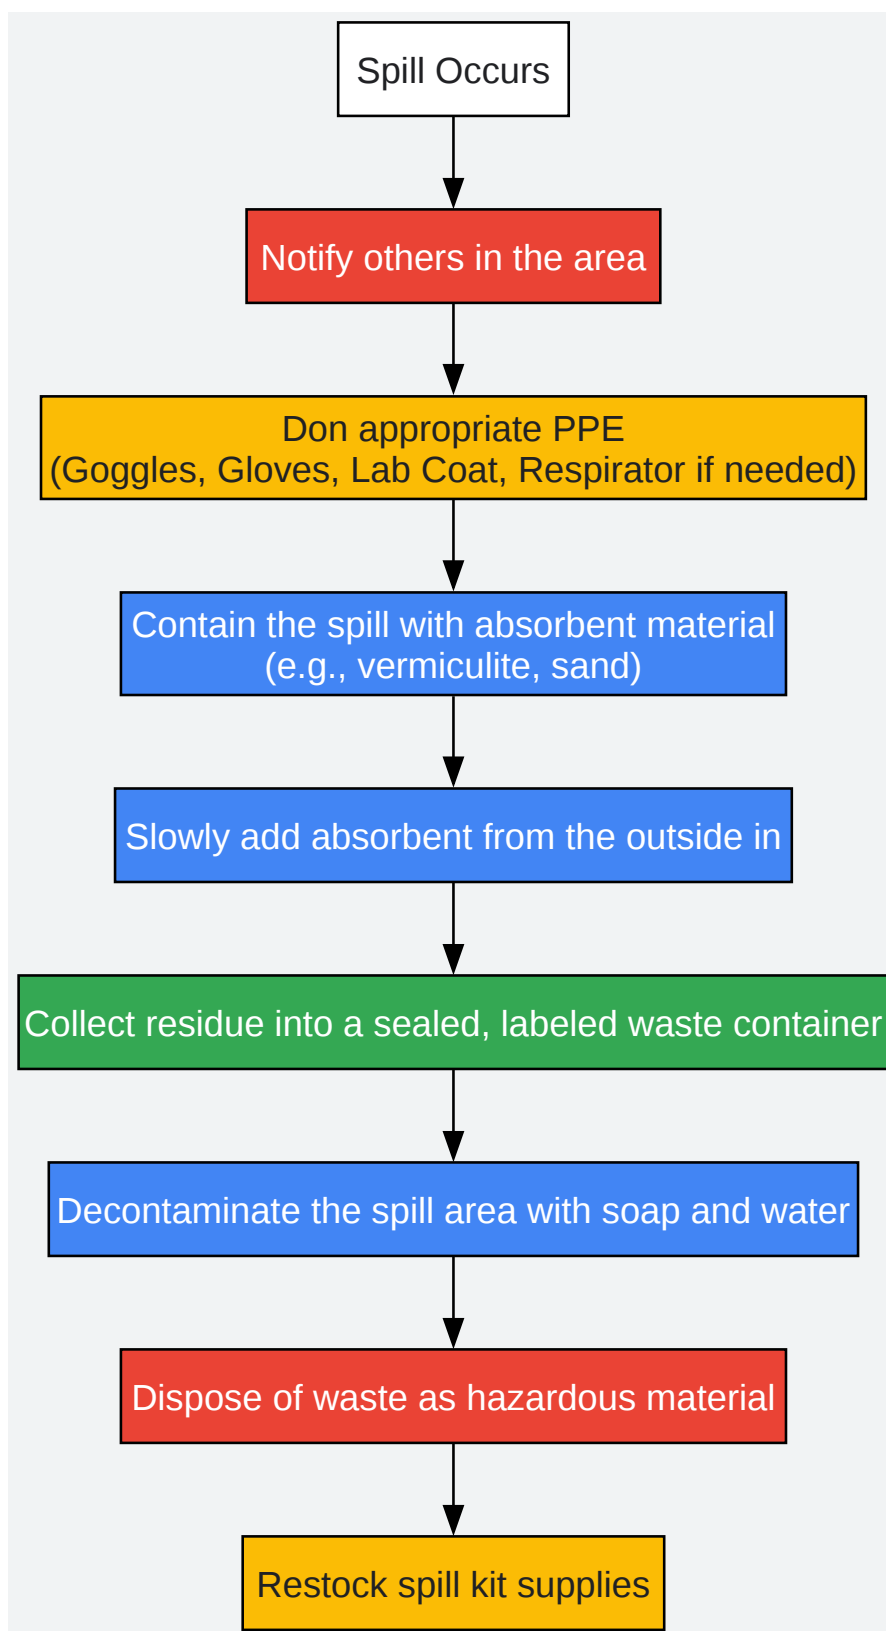 Spill Occurs
Notify others in the area
Don appropriate PPE
(Goggles, Gloves, Lab Coat, Respirator if needed)
Contain the spill with absorbent material
(e.g., vermiculite, sand)
Slowly add absorbent from the outside in
Collect residue into a sealed, labeled waste container
Decontaminate the spill area with soap and water
Dispose of waste as hazardous material
Restock spill kit supplies